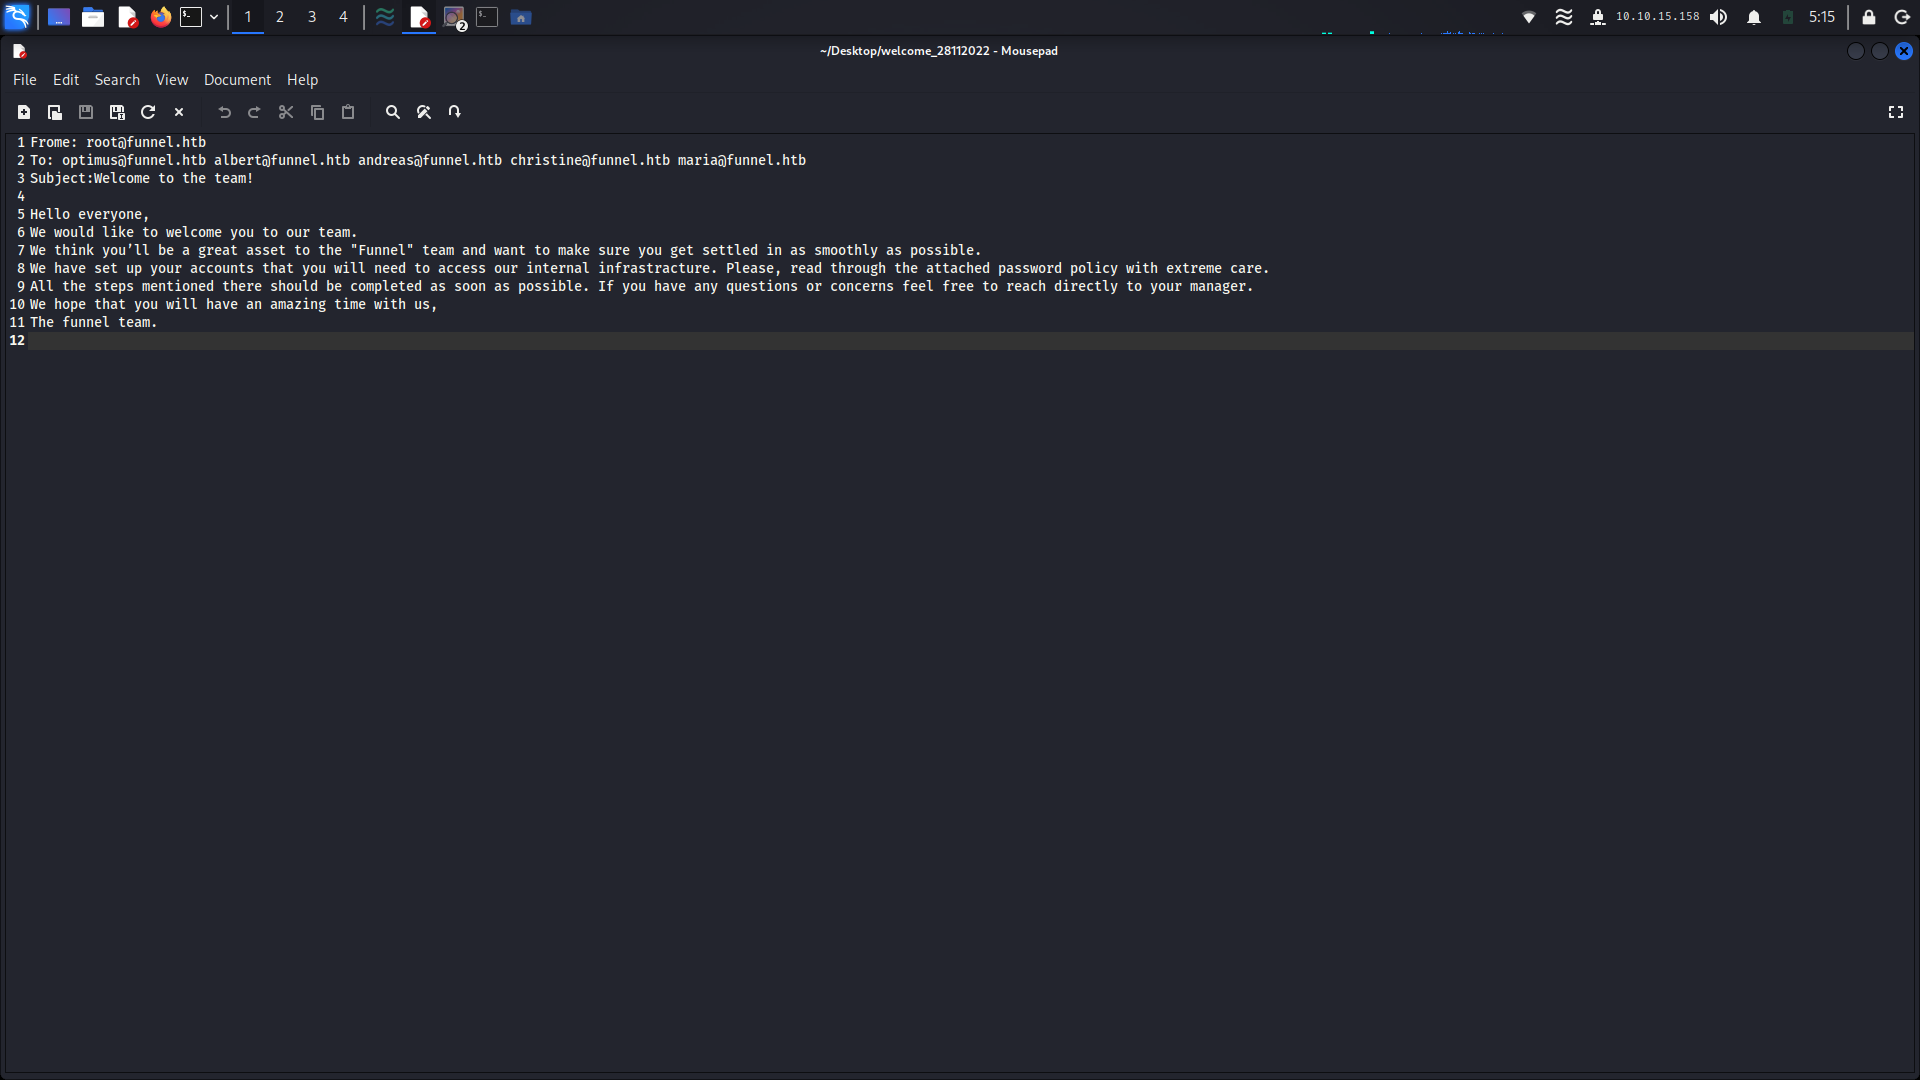 1 2 3 4 2 10.10.15.158 5:15
~/Desktop/welcome_28112022 - Mousepad
File Edit Search View Document Help
1 Frome: root@funnel.htb
2 To: optimus@funnel.htb albert@funnel.htb andreas@funnel.htb christine@funnel.htb maria@funnel.htb
3 Subject:Welcome to the team!
4
5 Hello everyone,
6 We would like to welcome you to our team.
7 We think you’ll be a great asset to the "Funnel" team and want to make sure you get settled in as smoothly as possible.
8 We have set up your accounts that you will need to access our internal infrastracture. Please, read through the attached password policy with extreme care.
9 All the steps mentioned there should be completed as soon as possible. If you have any questions or concerns feel free to reach directly to your manager.
10 We hope that you will have an amazing time with us,
11 The funnel team.
12